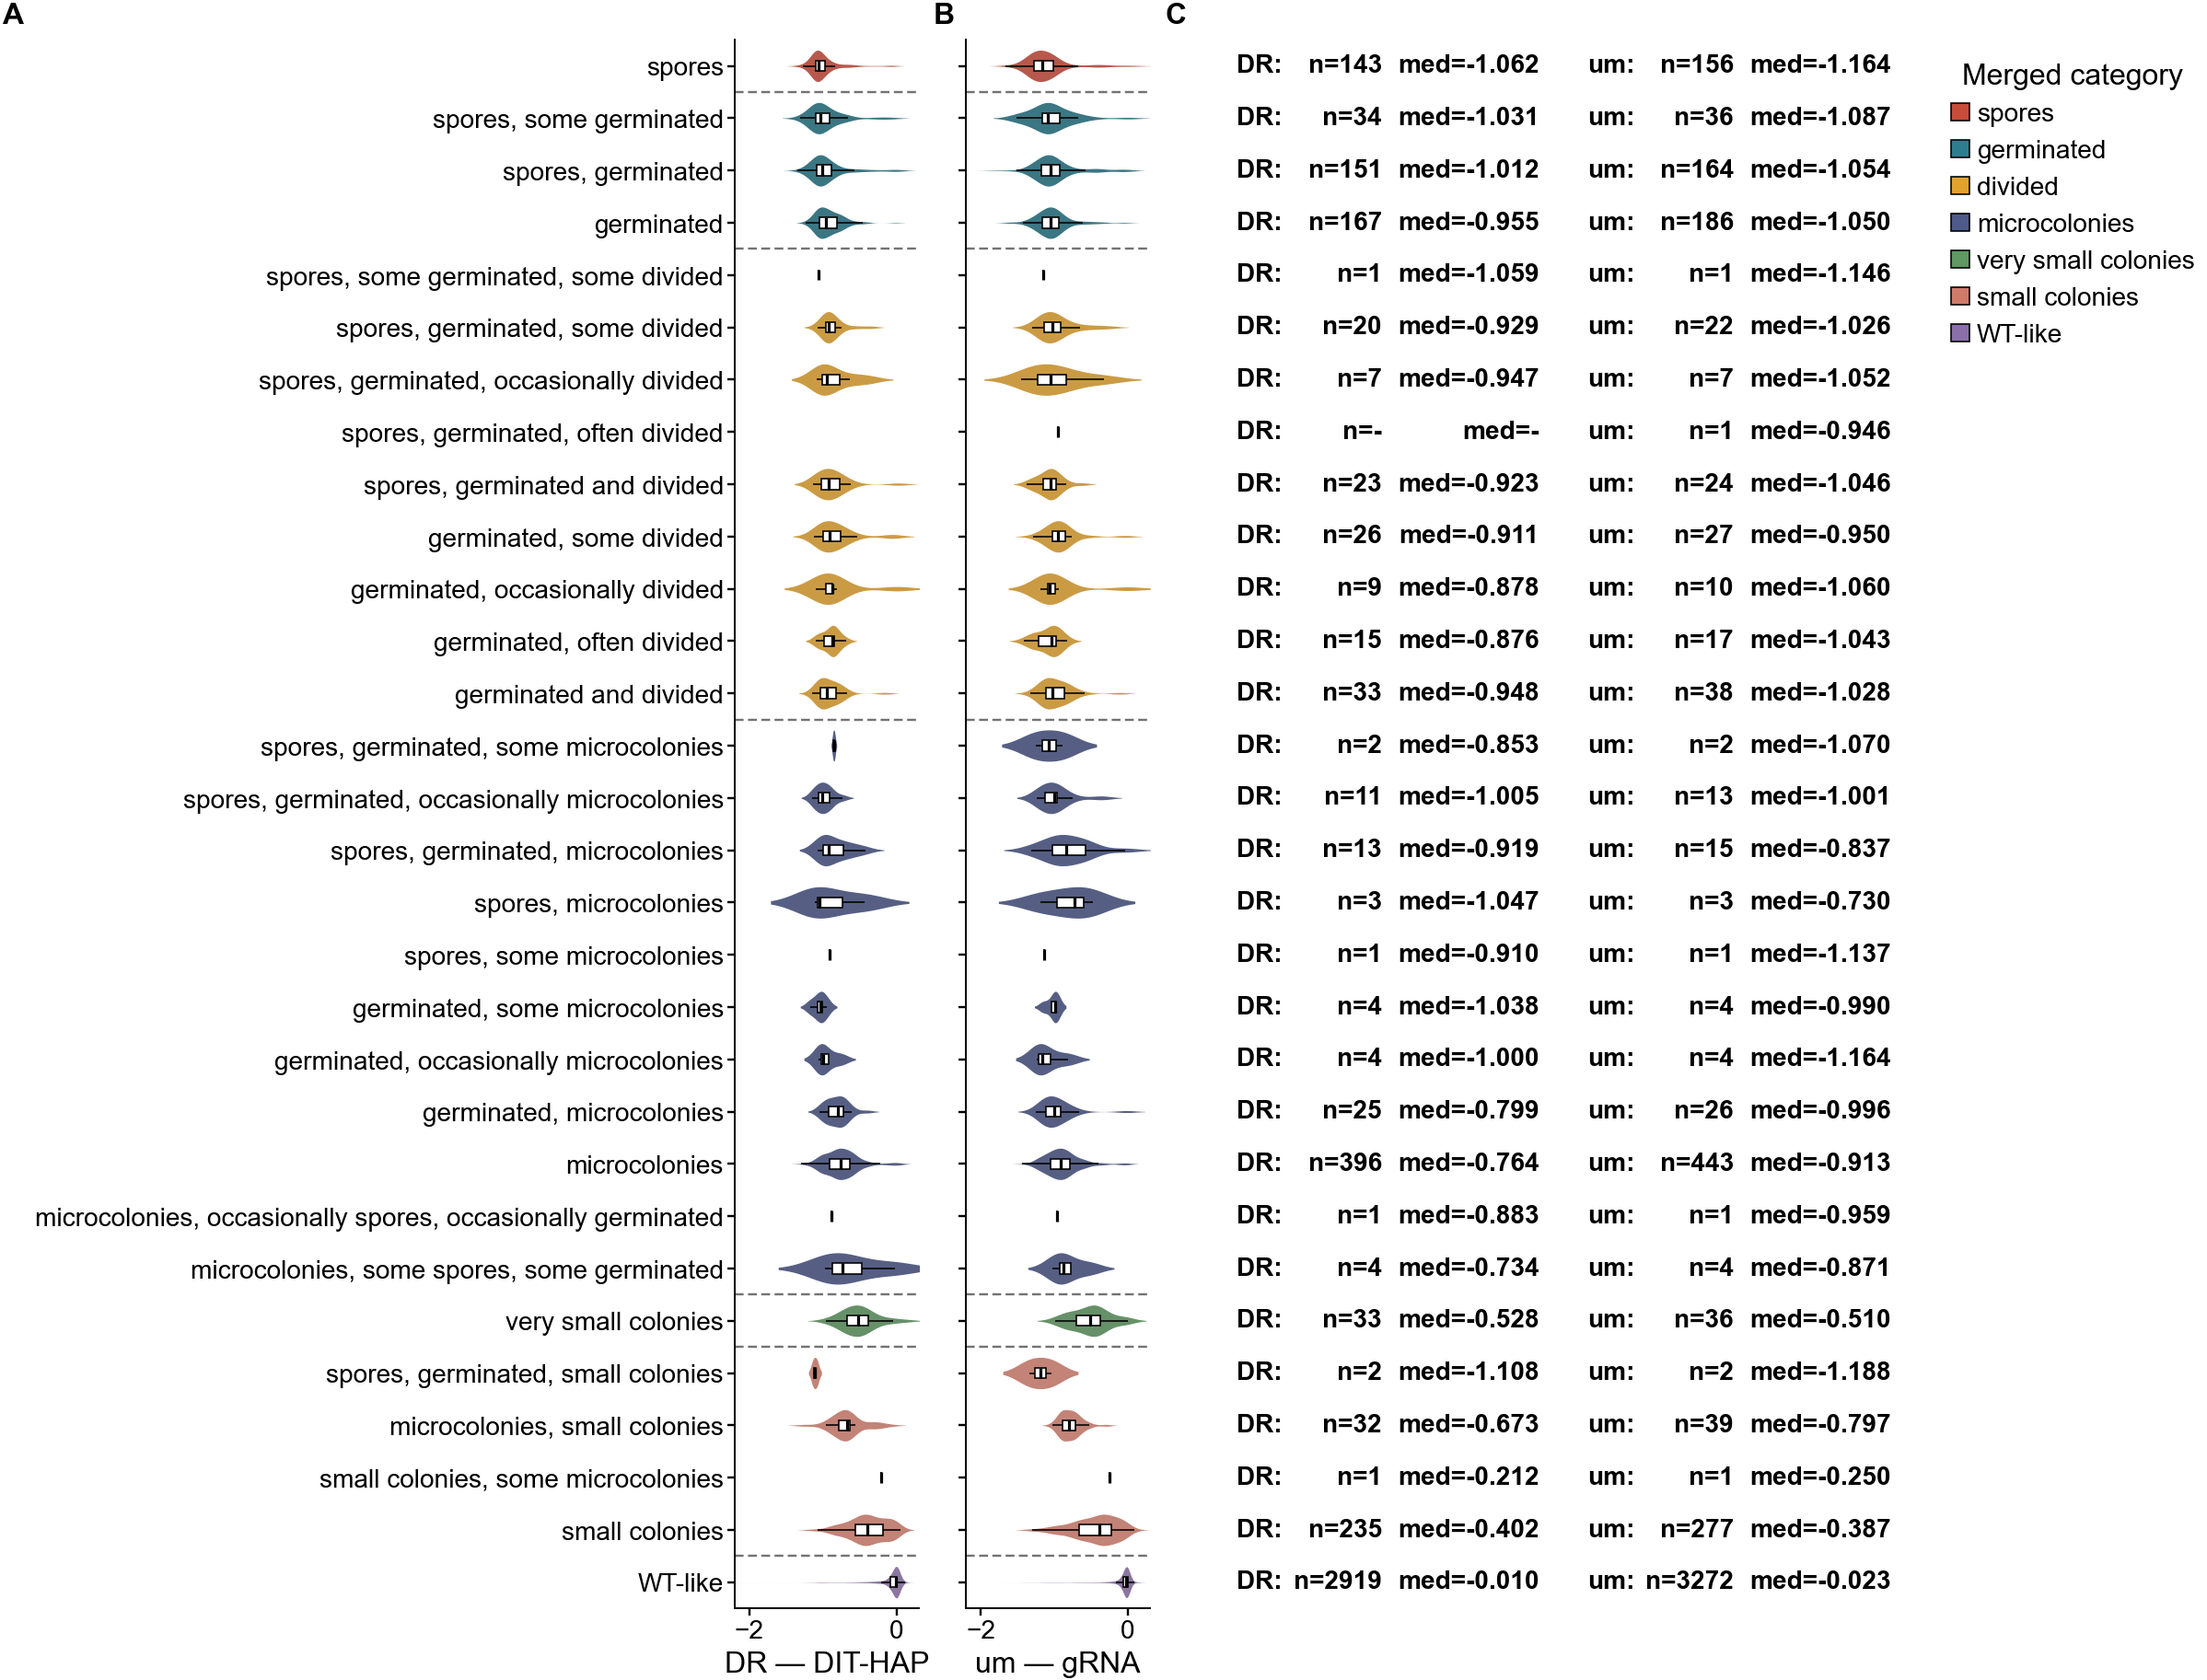 A B C
spores DR: n=143 med=-1.062 um: n=156 med=-1.164
spores, some germinated DR: n=34 med=-1.031 um: n=36 med=-1.087
spores, germinated DR: n=151 med=-1.012 um: n=164 med=-1.054
germinated DR: n=167 med=-0.955 um: n=186 med=-1.050
spores, some germinated, some divided DR: n=1 med=-1.059 um: n=1 med=-1.146
spores, germinated, some divided DR: n=20 med=-0.929 um: n=22 med=-1.026
spores, germinated, occasionally divided DR: n=7 med=-0.947 um: n=7 med=-1.052
spores, germinated, often divided DR: n=- med=- um: n=1 med=-0.946
spores, germinated and divided DR: n=23 med=-0.923 um: n=24 med=-1.046
germinated, some divided DR: n=26 med=-0.911 um: n=27 med=-0.950
germinated, occasionally divided DR: n=9 med=-0.878 um: n=10 med=-1.060
germinated, often divided DR: n=15 med=-0.876 um: n=17 med=-1.043
germinated and divided DR: n=33 med=-0.948 um: n=38 med=-1.028
spores, germinated, some microcolonies DR: n=2 med=-0.853 um: n=2 med=-1.070
spores, germinated, occasionally microcolonies DR: n=11 med=-1.005 um: n=13 med=-1.001
spores, germinated, microcolonies DR: n=13 med=-0.919 um: n=15 med=-0.837
spores, microcolonies DR: n=3 med=-1.047 um: n=3 med=-0.730
spores, some microcolonies DR: n=1 med=-0.910 um: n=1 med=-1.137
germinated, some microcolonies DR: n=4 med=-1.038 um: n=4 med=-0.990
germinated, occasionally microcolonies DR: n=4 med=-1.000 um: n=4 med=-1.164
germinated, microcolonies DR: n=25 med=-0.799 um: n=26 med=-0.996
microcolonies DR: n=396 med=-0.764 um: n=443 med=-0.913
microcolonies, occasionally spores, occasionally germinated DR: n=1 med=-0.883 um: n=1 med=-0.959
microcolonies, some spores, some germinated DR: n=4 med=-0.734 um: n=4 med=-0.871
very small colonies DR: n=33 med=-0.528 um: n=36 med=-0.510
spores, germinated, small colonies DR: n=2 med=-1.108 um: n=2 med=-1.188
microcolonies, small colonies DR: n=32 med=-0.673 um: n=39 med=-0.797
small colonies, some microcolonies DR: n=1 med=-0.212 um: n=1 med=-0.250
small colonies DR: n=235 med=-0.402 um: n=277 med=-0.387
WT-like DR: n=2919 med=-0.010 um: n=3272 med=-0.023
−2 0 −2 0
DR — DIT-HAP um — gRNA
Merged category
spores
germinated
divided
microcolonies
very small colonies
small colonies
WT-like